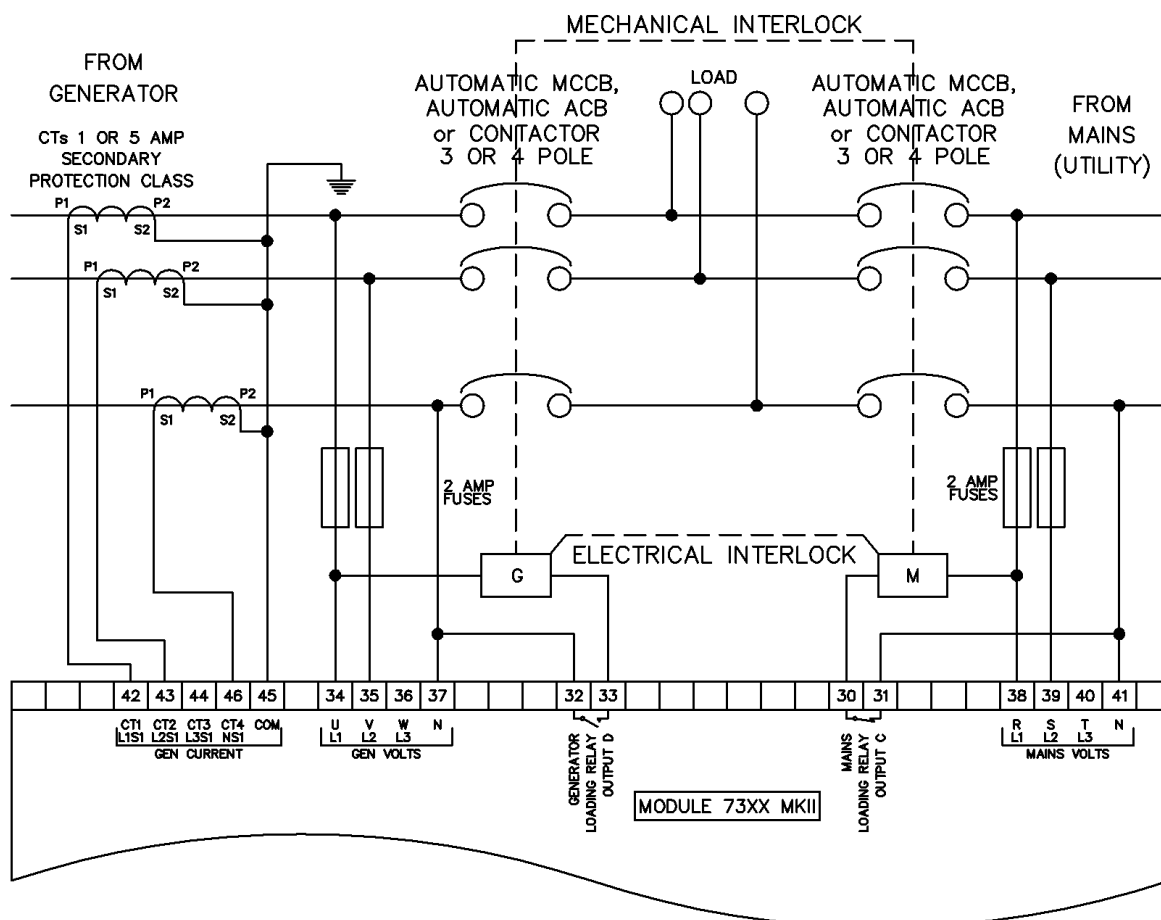 MECHANICAL INTERLOCK
FROM
GENERATOR
CTs 1 OR 5 AMP
SECONDARY
PROTECTION CLASS
AUTOMATIC MCCB,
AUTOMATIC ACB
or CONTACTOR
3 OR 4 POLE
LOAD
AUTOMATIC MCCB,
AUTOMATIC ACB
or CONTACTOR
3 OR 4 POLE
FROM
MAINS
(UTILITY)
P1 P2
S1 S2
P1 P2
S1 S2
P1 P2
S1 S2
2 AMP
FUSES
2 AMP
FUSES
ELECTRICAL INTERLOCK
G
M
42 43 44 46 45 34 35 36 37 32 33 30 31 38 39 40 41
CT1 CT2 CT3 CT4 COM
L1S1 L2S1 L3S1 NS1
GEN CURRENT
U V W N
L1 L2 L3
GEN VOLTS
GENERATOR
LOADING RELAY
OUTPUT D
MAINS
LOADING RELAY
OUTPUT C
R S T N
L1 L2 L3
MAINS VOLTS
MODULE 73XX MKII